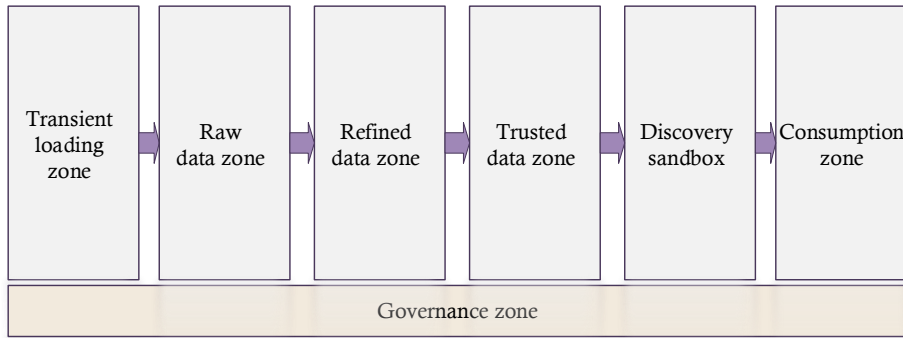 Transient
loading
zone
Raw
data zone
Refined
data zone
Trusted
data zone
Discovery
sandbox
Consumption
zone
Governance zone